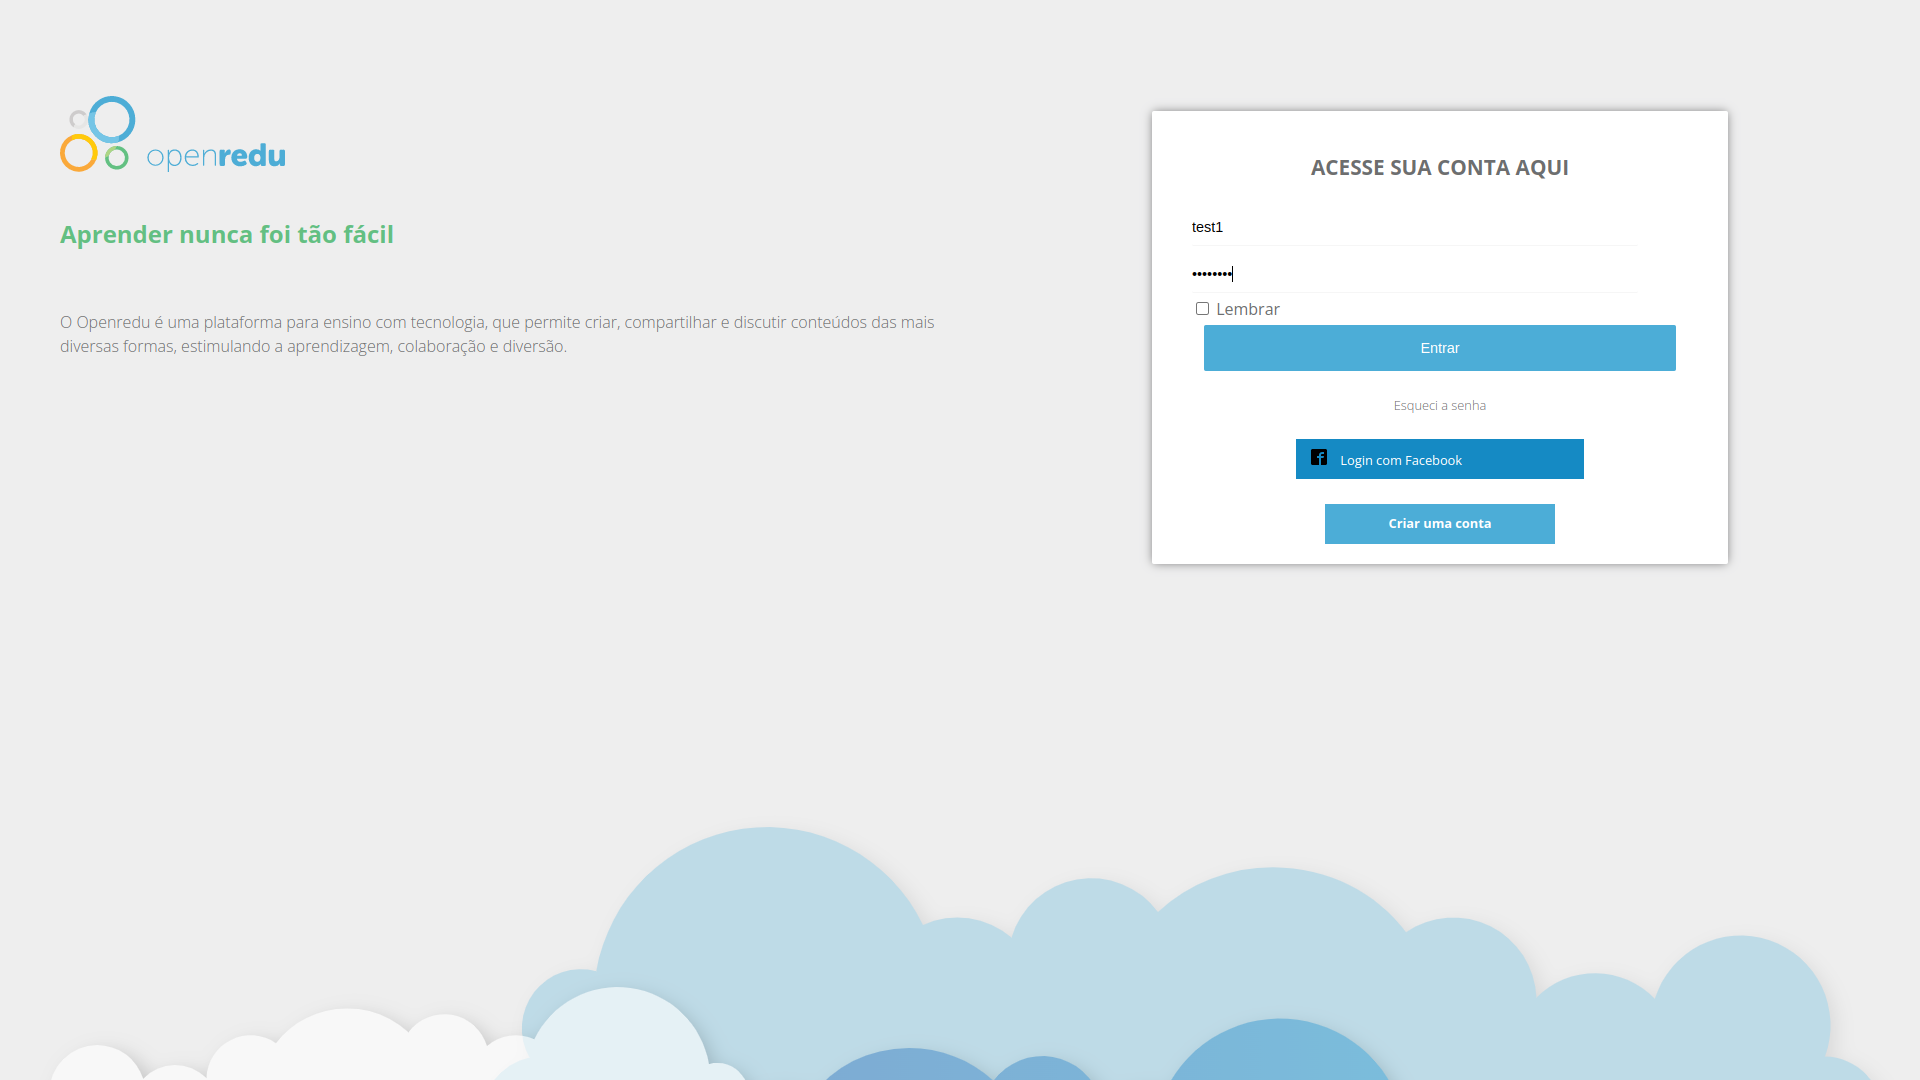 openredu
Aprender nunca foi tão fácil
O Openredu é uma plataforma para ensino com tecnologia, que permite criar, compartilhar e discutir conteúdos das mais
diversas formas, estimulando a aprendizagem, colaboração e diversão.
ACESSE SUA CONTA AQUI
test1
••••••••
Lembrar
Entrar
Esqueci a senha
Login com Facebook
Criar uma conta